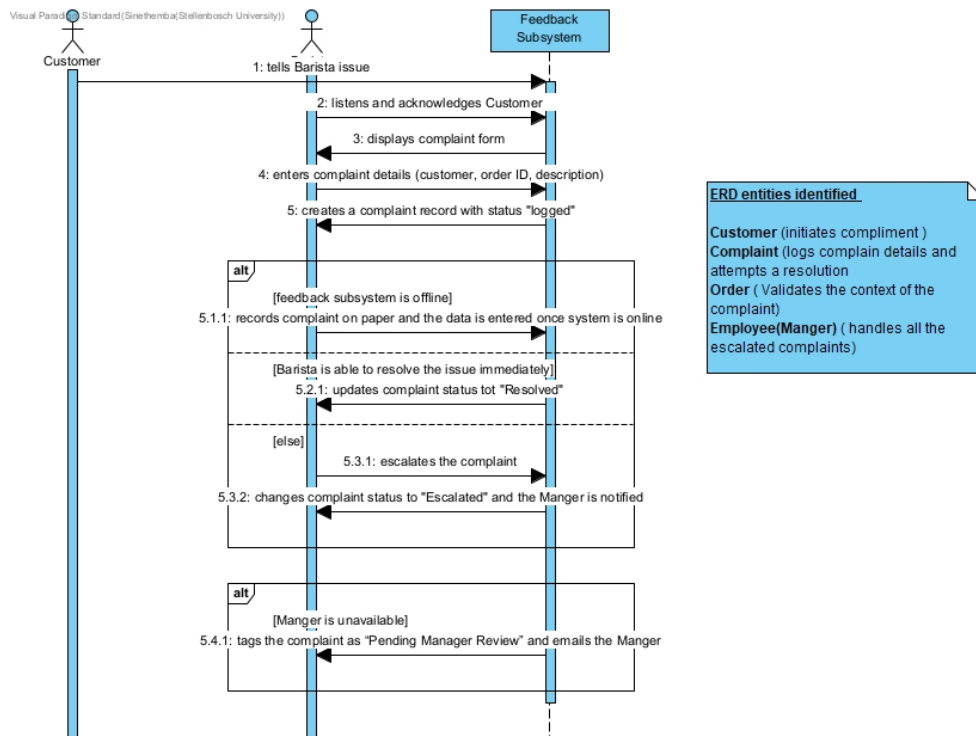 Visual Paradigm Standard(Sinethemba(Stellenbosch University))
Feedback
Subsystem
Customer
1: tells Barista issue
2: listens and acknowledges Customer
3: displays complaint form
4: enters complaint details (customer, order ID, description)
5: creates a complaint record with status "logged"
alt
[feedback subsystem is offline]
5.1.1: records complaint on paper and the data is entered once system is online
[Barista is able to resolve the issue immediately]
5.2.1: updates complaint status tot "Resolved"
[else]
5.3.1: escalates the complaint
5.3.2: changes complaint status to "Escalated" and the Manger is notified
alt
[Manger is unavailable]
5.4.1: tags the complaint as “Pending Manager Review” and emails the Manger
ERD entities identified
Customer (initiates compliment )
Complaint (logs complain details and
attempts a resolution
Order ( Validates the context of the
complaint)
Employee(Manger) ( handles all the
escalated complaints)